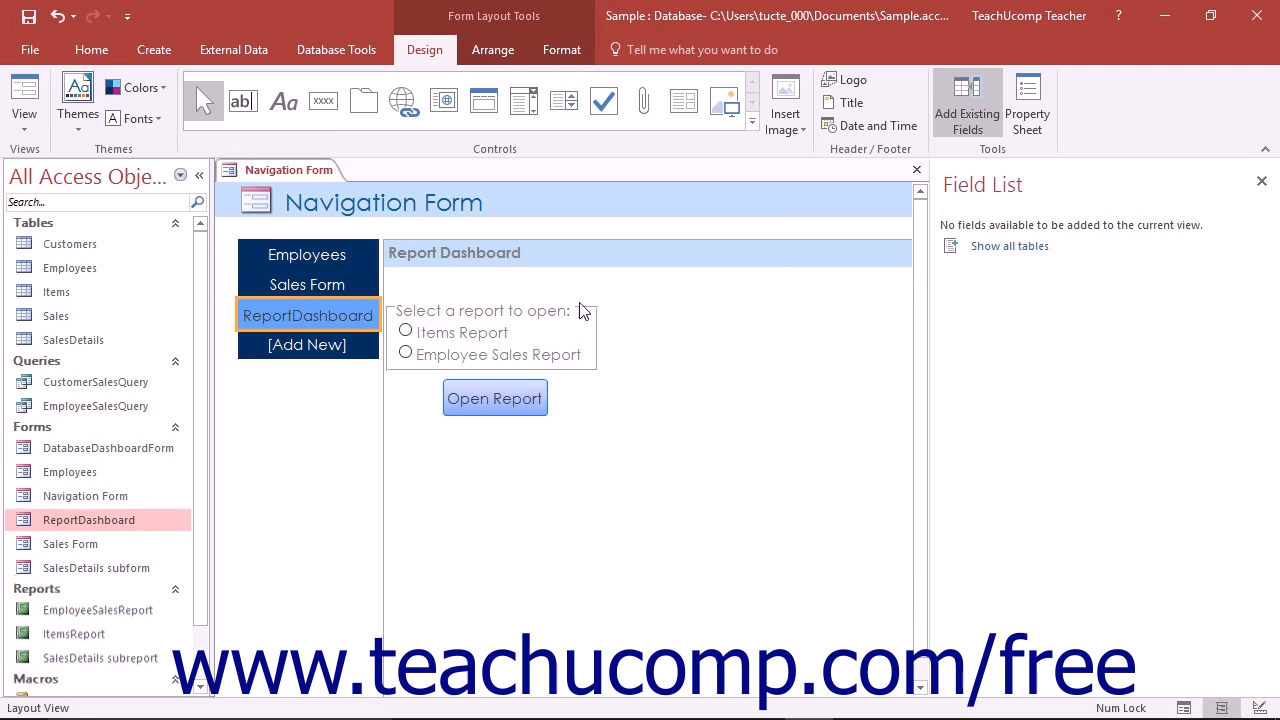 Form Layout Tools
Sample : Database- C:\Users\tucte_000\Documents\Sample.acc...
TeachUcomp Teacher
?
File
Home
Create
External Data
Database Tools
Design
Arrange
Format
Tell me what you want to do
View
Themes
Colors
Fonts
ab
Aa
xxxx
Insert
Image
Logo
Title
Date and Time
Add Existing
Fields
Property
Sheet
Views
Themes
Controls
Header / Footer
Tools
All Access Obje...
Search...
Tables
Customers
Employees
Items
Sales
SalesDetails
Queries
CustomerSalesQuery
EmployeeSalesQuery
Forms
DatabaseDashboardForm
Employees
Navigation Form
ReportDashboard
Sales Form
SalesDetails subform
Reports
EmployeeSalesReport
ItemsReport
SalesDetails subreport
Macros
Navigation Form
Navigation Form
Employees
Sales Form
ReportDashboard
[Add New]
Report Dashboard
Select a report to open:
Items Report
Employee Sales Report
Open Report
Field List
No fields available to be added to the current view.
Show all tables
www.teachucomp.com/free
Layout View
Num Lock